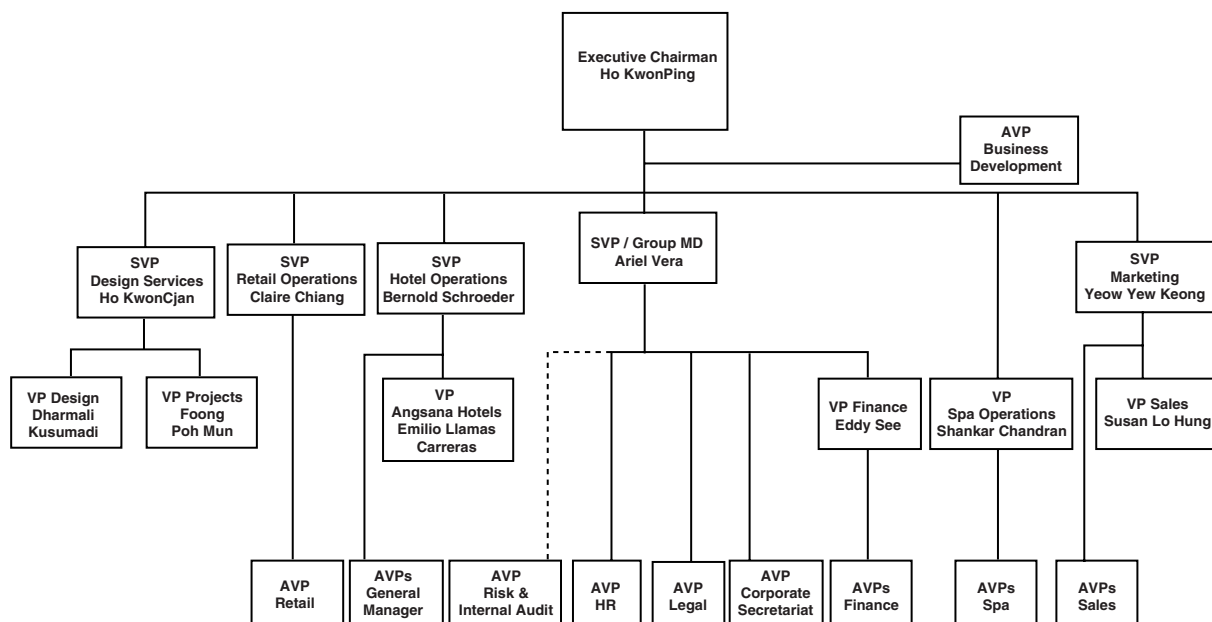 Executive Chairman
Ho KwonPing
AVP
Business
Development
SVP / Group MD
Ariel Vera
SVP
Design Services
Ho KwonCjan
SVP
Retail Operations
Claire Chiang
SVP
Hotel Operations
Bernold Schroeder
SVP
Marketing
Yeow Yew Keong
VP Design
Dharmali
Kusumadi
VP Projects
Foong
Poh Mun
VP
Angsana Hotels
Emilio Llamas
Carreras
VP Finance
Eddy See
VP
Spa Operations
Shankar Chandran
VP Sales
Susan Lo Hung
AVP
Retail
AVPs
General
Manager
AVP
Risk &
Internal Audit
AVP
HR
AVP
Legal
AVP
Corporate
Secretariat
AVPs
Finance
AVPs
Spa
AVPs
Sales